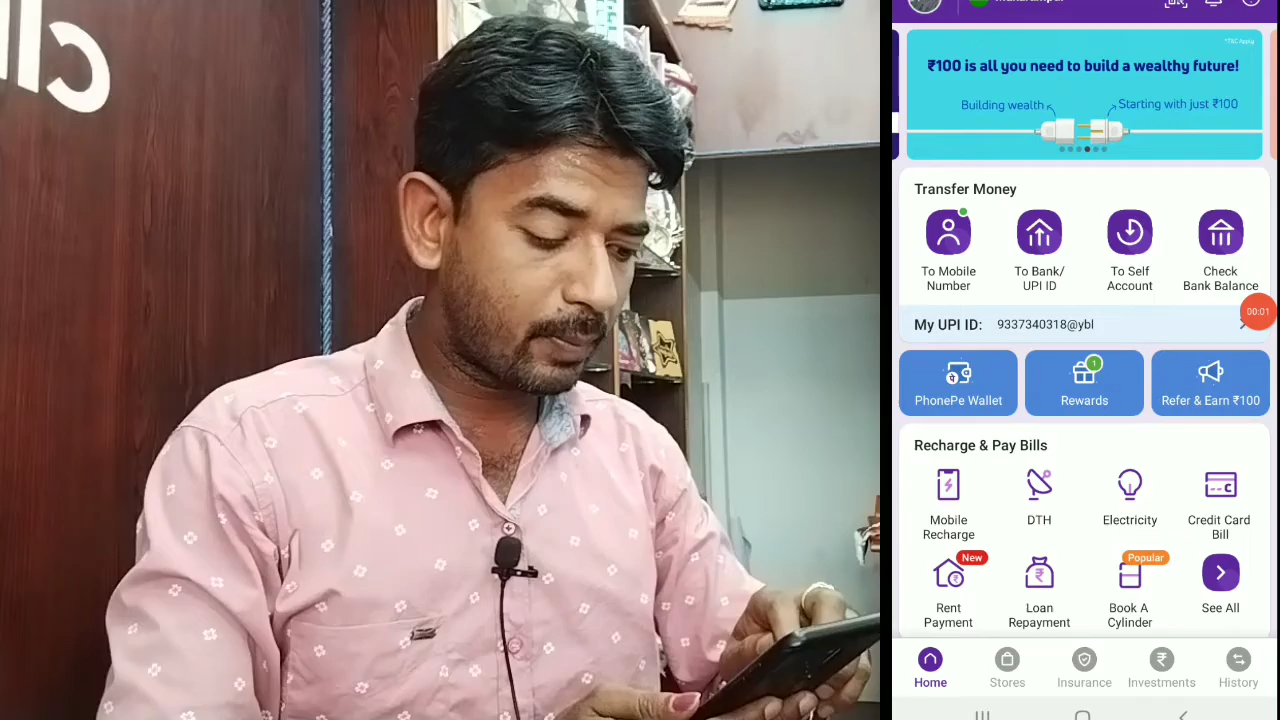 *T&C Apply
₹100 is all you need to build a wealthy future!
Building wealth
Starting with just ₹100
Transfer Money
To Mobile
Number
To Bank/
UPI ID
To Self
Account
Check
Bank Balance
00:01
My UPI ID: 9337340318@ybl
PhonePe Wallet
1
Rewards
Refer & Earn ₹100
Recharge & Pay Bills
Mobile
Recharge
DTH
Electricity
Credit Card
Bill
New
Rent
Payment
Loan
Repayment
Popular
Book A
Cylinder
See All
Home
Stores
Insurance
Investments
History